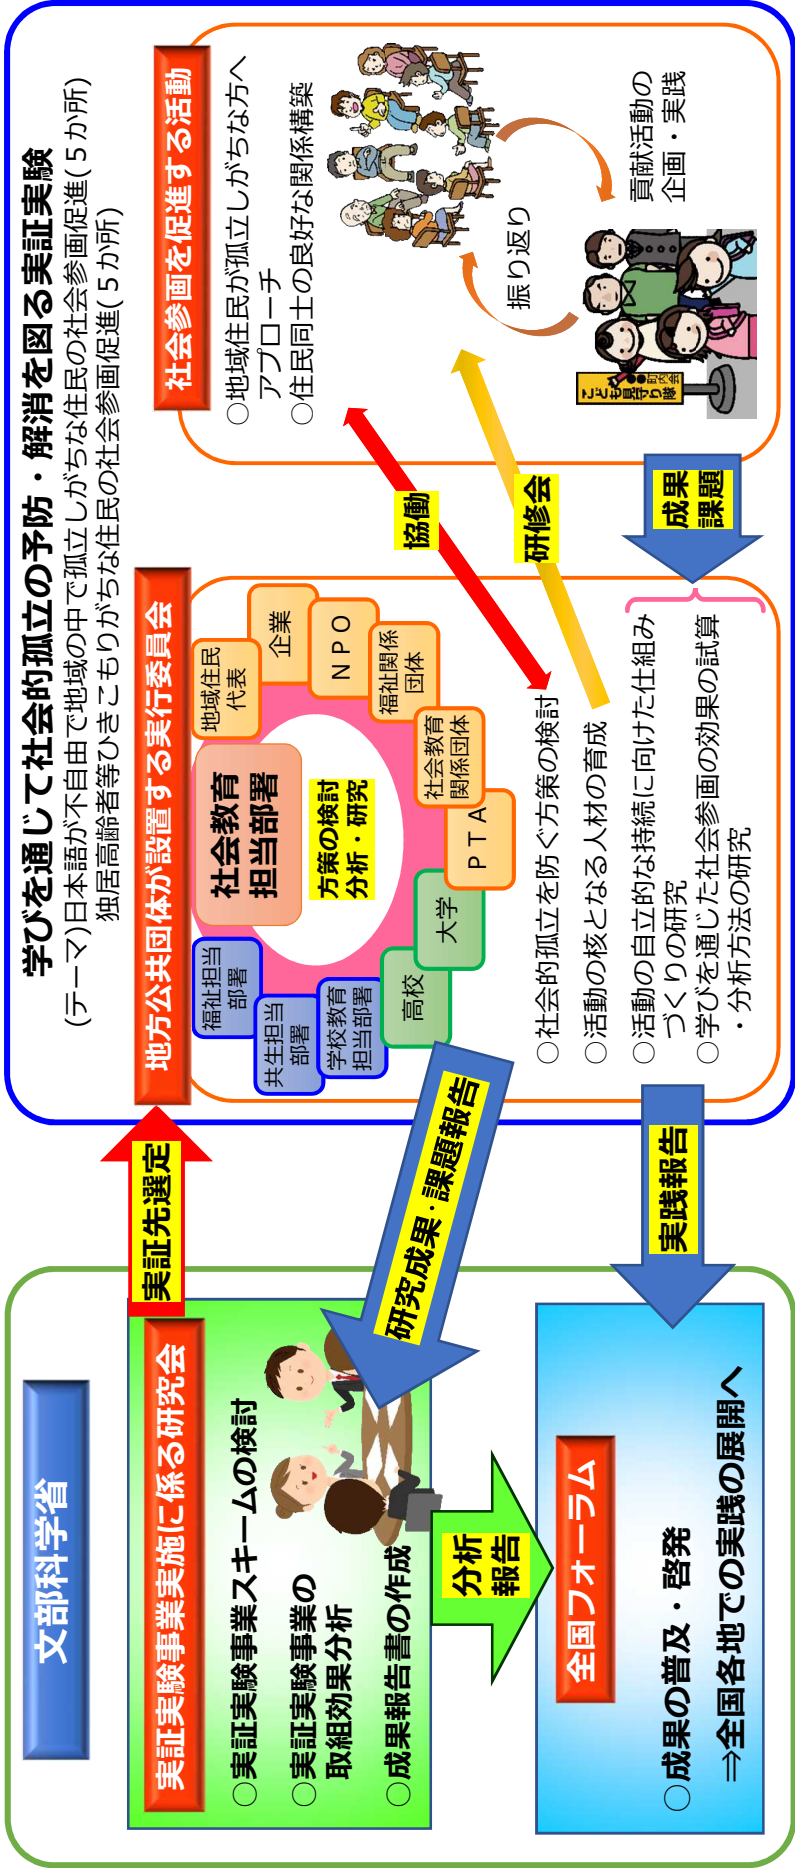 文部科学省
実証実験事業実施に係る研究会
○実証実験事業スキームの検討
○実証実験事業の
取組効果分析
○成果報告書の作成
分析
報告
全国フォーラム
○成果の普及・啓発
⇒全国各地での実践の展開へ
実証先選定
研究成果・課題報告
実践報告
学びを通じて社会的孤立の予防・解消を図る実証実験
(テーマ)日本語が不自由で地域の中で孤立しがちな住民の社会参画促進(５か所)
独居高齢者等ひきこもりがちな住民の社会参画促進(５か所)
地方公共団体が設置する実行委員会
社会教育
担当部署
方策の検討
分析・研究
福祉担当
部署
共生担当
部署
学校教育
担当部署
高校
大学
ＰＴＡ
社会教育
関係団体
福祉関係
団体
ＮＰＯ
企業
地域住民
代表
○社会的孤立を防ぐ方策の検討
○活動の核となる人材の育成
○活動の自立的な持続に向けた仕組み
づくりの研究
○学びを通じた社会参画の効果の試算
・分析方法の研究
協働
研修会
成果
課題
社会参画を促進する活動
○地域住民が孤立しがちな方へ
アプローチ
○住民同士の良好な関係構築
振り返り
貢献活動の
企画・実践
こども見守り隊
●●町内会